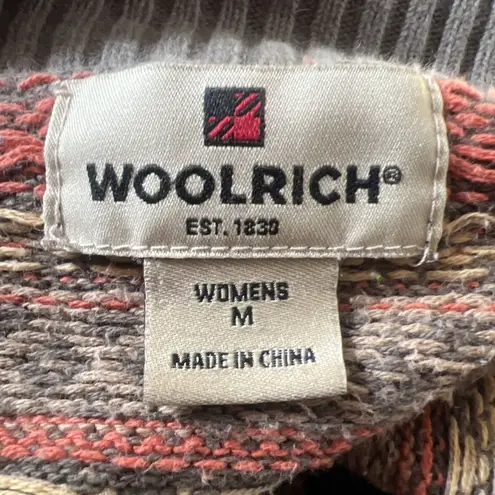 WOOLRICH®
EST. 1830
WOMENS
M
MADE IN CHINA